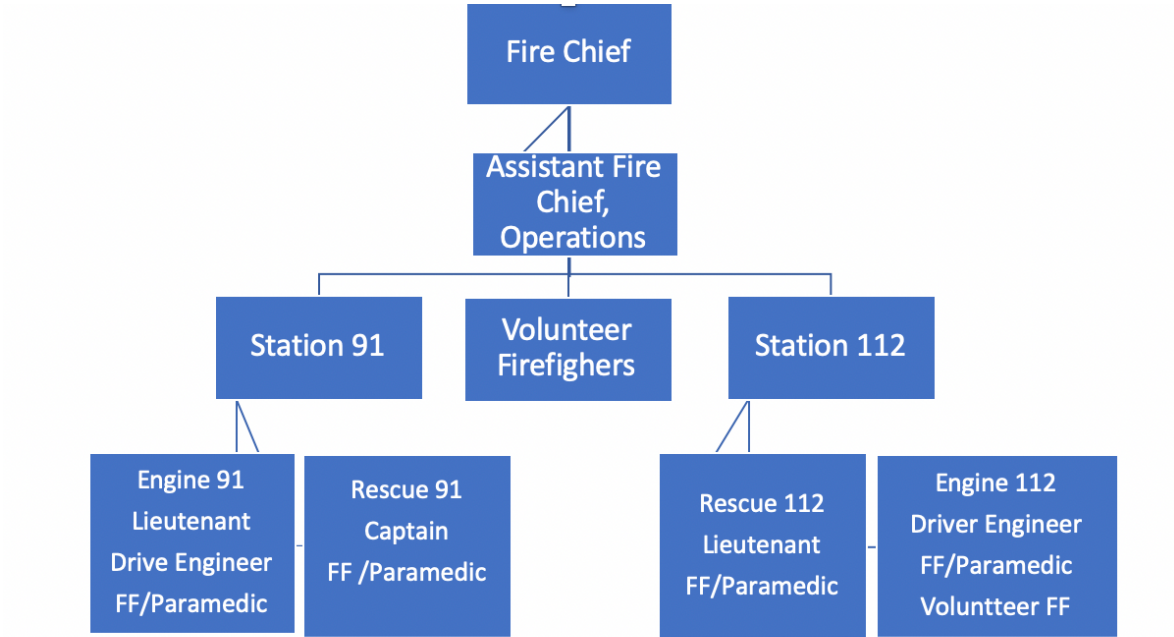 Fire Chief
Assistant Fire
Chief,
Operations
Station 91
Volunteer
Firefighers
Station 112
Engine 91
Lieutenant
Drive Engineer
FF/Paramedic
Rescue 91
Captain
FF /Paramedic
Rescue 112
Lieutenant
FF/Paramedic
Engine 112
Driver Engineer
FF/Paramedic
Voluntteer FF